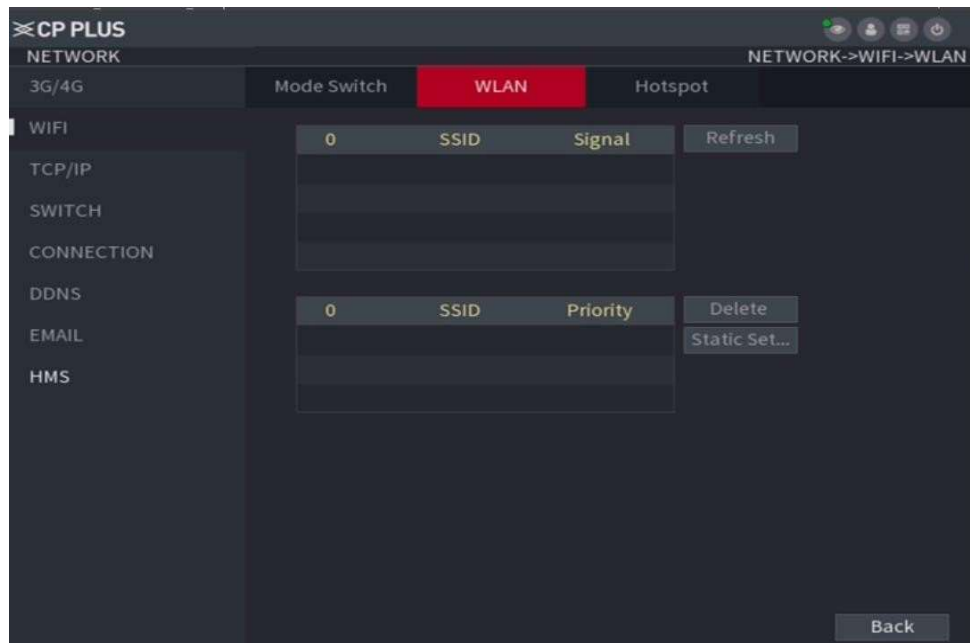 CP PLUS
NETWORK NETWORK->WIFI->WLAN
3G/4G Mode Switch WLAN Hotspot
WIFI
0 SSID Signal Refresh
TCP/IP
SWITCH
CONNECTION
DDNS
0 SSID Priority Delete
EMAIL
Static Set...
HMS
Back